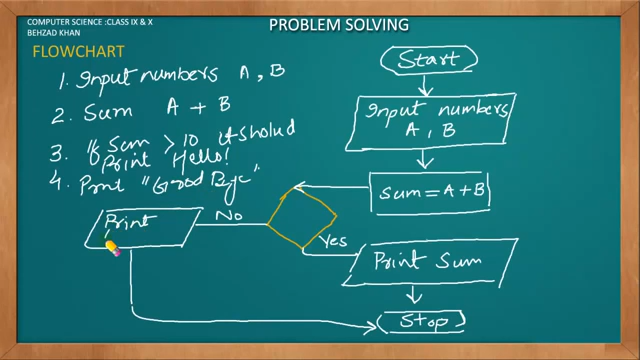 COMPUTER SCIENCE :CLASS IX & X
BEHZAD KHAN
PROBLEM SOLVING
FLOWCHART
1. Input numbers A, B
2. Sum A + B
3. If Sum > 10 it sholud
Print Hello!
4. Print "Good Bye"
Start
Input numbers
A, B
Sum = A + B
No
Yes
Print
Print Sum
Stop